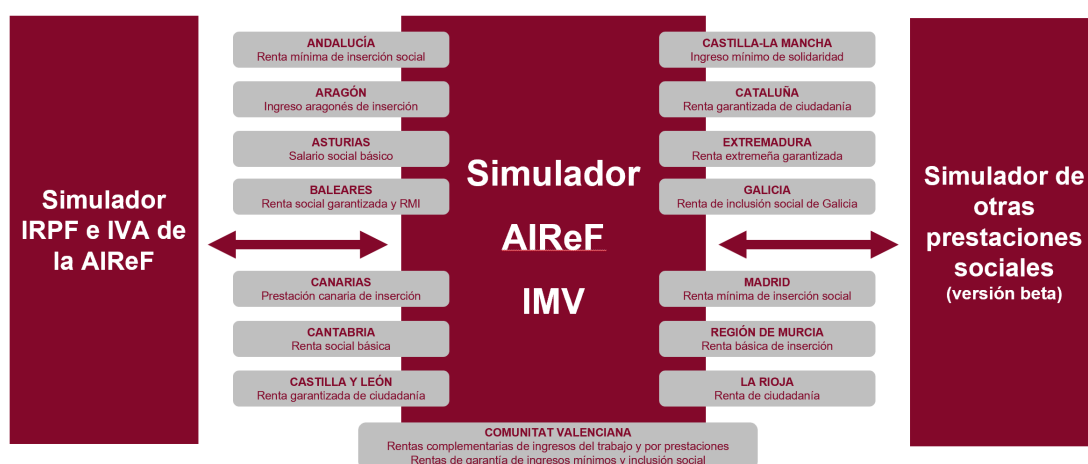 Simulador
IRPF e IVA de
la AIReF
ANDALUCÍA
Renta mínima de inserción social
ARAGÓN
Ingreso aragonés de inserción
ASTURIAS
Salario social básico
BALEARES
Renta social garantizada y RMI
CANARIAS
Prestación canaria de inserción
CANTABRIA
Renta social básica
CASTILLA Y LEÓN
Renta garantizada de ciudadanía
Simulador
AIReF
IMV
CASTILLA-LA MANCHA
Ingreso mínimo de solidaridad
CATALUÑA
Renta garantizada de ciudadanía
EXTREMADURA
Renta extremeña garantizada
GALICIA
Renta de inclusión social de Galicia
MADRID
Renta mínima de inserción social
REGIÓN DE MURCIA
Renta básica de inserción
LA RIOJA
Renta de ciudadanía
COMUNITAT VALENCIANA
Rentas complementarias de ingresos del trabajo y por prestaciones
Rentas de garantía de ingresos mínimos y inclusión social
Simulador de
otras
prestaciones
sociales
(versión beta)